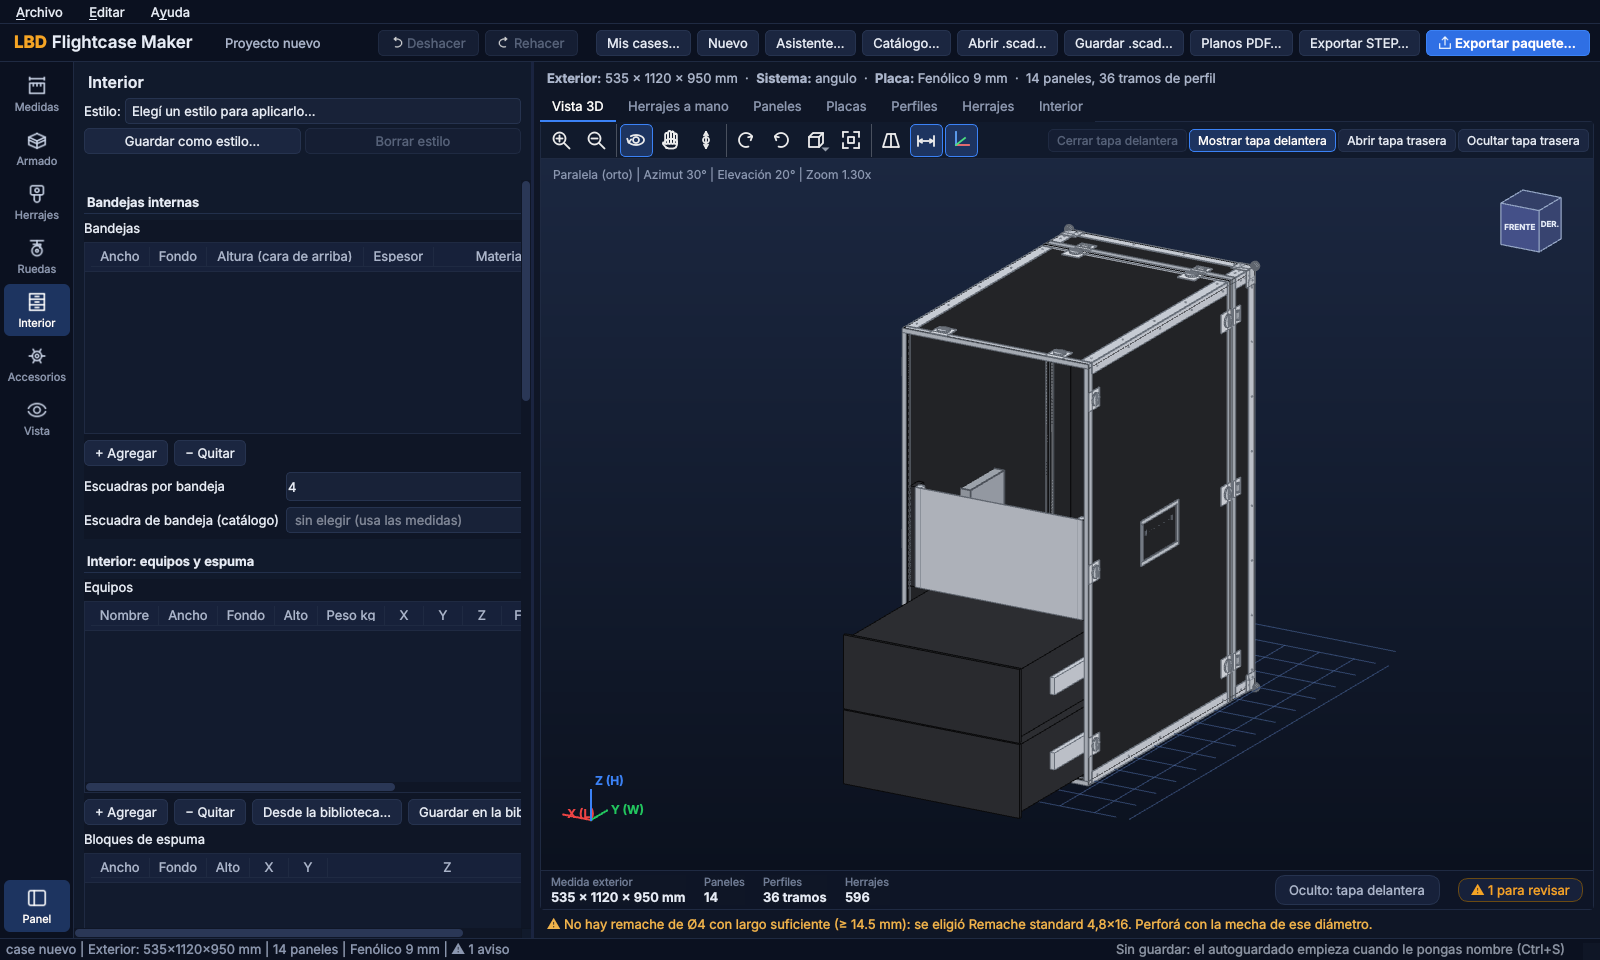 Archivo Editar Ayuda
LBD Flightcase Maker Proyecto nuevo Deshacer Rehacer Mis cases... Nuevo Asistente... Catálogo... Abrir .scad... Guardar .scad... Planos PDF... Exportar STEP... Exportar paquete...
Medidas
Armado
Herrajes
Ruedas
Interior
Accesorios
Vista
Panel
Interior
Estilo: Elegí un estilo para aplicarlo...
Guardar como estilo... Borrar estilo
Bandejas internas
Bandejas
Ancho Fondo Altura (cara de arriba) Espesor Materia
+ Agregar − Quitar
Escuadras por bandeja 4
Escuadra de bandeja (catálogo) sin elegir (usa las medidas)
Interior: equipos y espuma
Equipos
Nombre Ancho Fondo Alto Peso kg X Y Z F
+ Agregar − Quitar Desde la biblioteca... Guardar en la bib
Bloques de espuma
Ancho Fondo Alto X Y Z
Exterior: 535 × 1120 × 950 mm · Sistema: angulo · Placa: Fenólico 9 mm · 14 paneles, 36 tramos de perfil
Vista 3D Herrajes a mano Paneles Placas Perfiles Herrajes Interior
Cerrar tapa delantera Mostrar tapa delantera Abrir tapa trasera Ocultar tapa trasera
Paralela (orto) | Azimut 30° | Elevación 20° | Zoom 1.30x
FRENTE DER.
Z (H)
X (L) Y (W)
Medida exterior Paneles Perfiles Herrajes
535 × 1120 × 950 mm 14 36 tramos 596
Oculto: tapa delantera ⚠ 1 para revisar
⚠ No hay remache de Ø4 con largo suficiente (≥ 14.5 mm): se eligió Remache standard 4,8×16. Perforá con la mecha de ese diámetro.
case nuevo | Exterior: 535×1120×950 mm | 14 paneles | Fenólico 9 mm | ⚠ 1 aviso
Sin guardar: el autoguardado empieza cuando le pongas nombre (Ctrl+S)